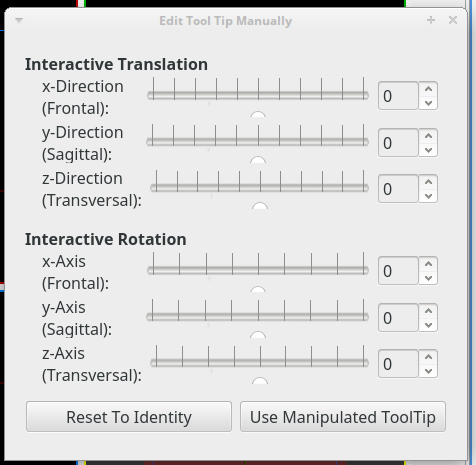 Edit Tool Tip Manually
Interactive Translation
x-Direction
(Frontal):
0
y-Direction
(Sagittal):
0
z-Direction
(Transversal):
0
Interactive Rotation
x-Axis
(Frontal):
0
y-Axis
(Sagittal):
0
z-Axis
(Transversal):
0
Reset To Identity
Use Manipulated ToolTip